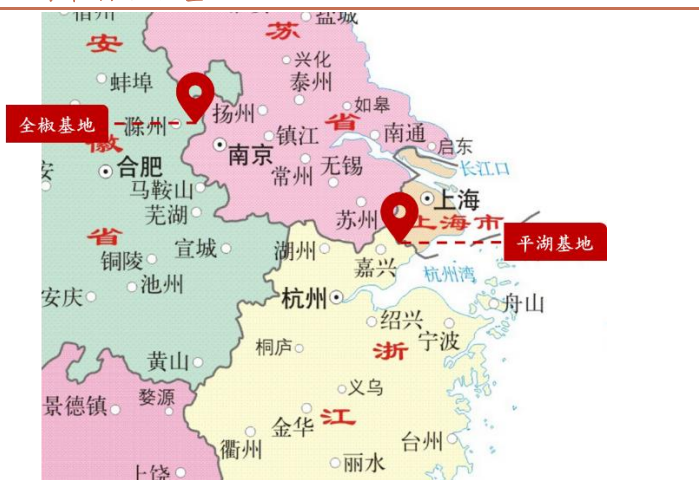 盐城
苏
安
兴化
蚌埠
泰州
如皋
扬州
省
全椒基地
滁州
镇江
南通
徽
启东
南京
合肥
常州
无锡
长江口
马鞍山
上海
芜湖
苏州
上海市
省
宣城
湖州
平湖基地
铜陵
嘉兴
杭州湾
池州
安庆
杭州
舟山
绍兴
宁波
桐庐
浙
黄山
义乌
婺源
景德镇
江
金华
台州
衢州
丽水
上饶